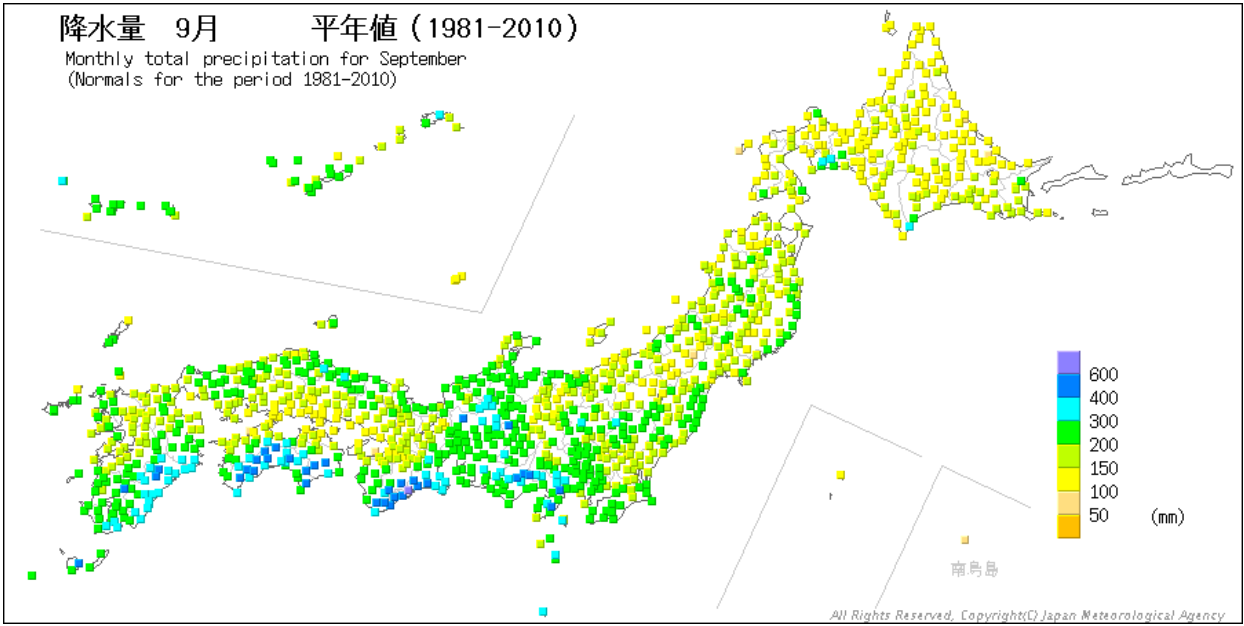 降水量 9月 平年値（1981-2010）
Monthly total precipitation for September
(Normals for the period 1981-2010)
600
400
300
200
150
100
50 (mm)
南鳥島
All Rights Reserved, Copyright(C) Japan Meteorological Agency